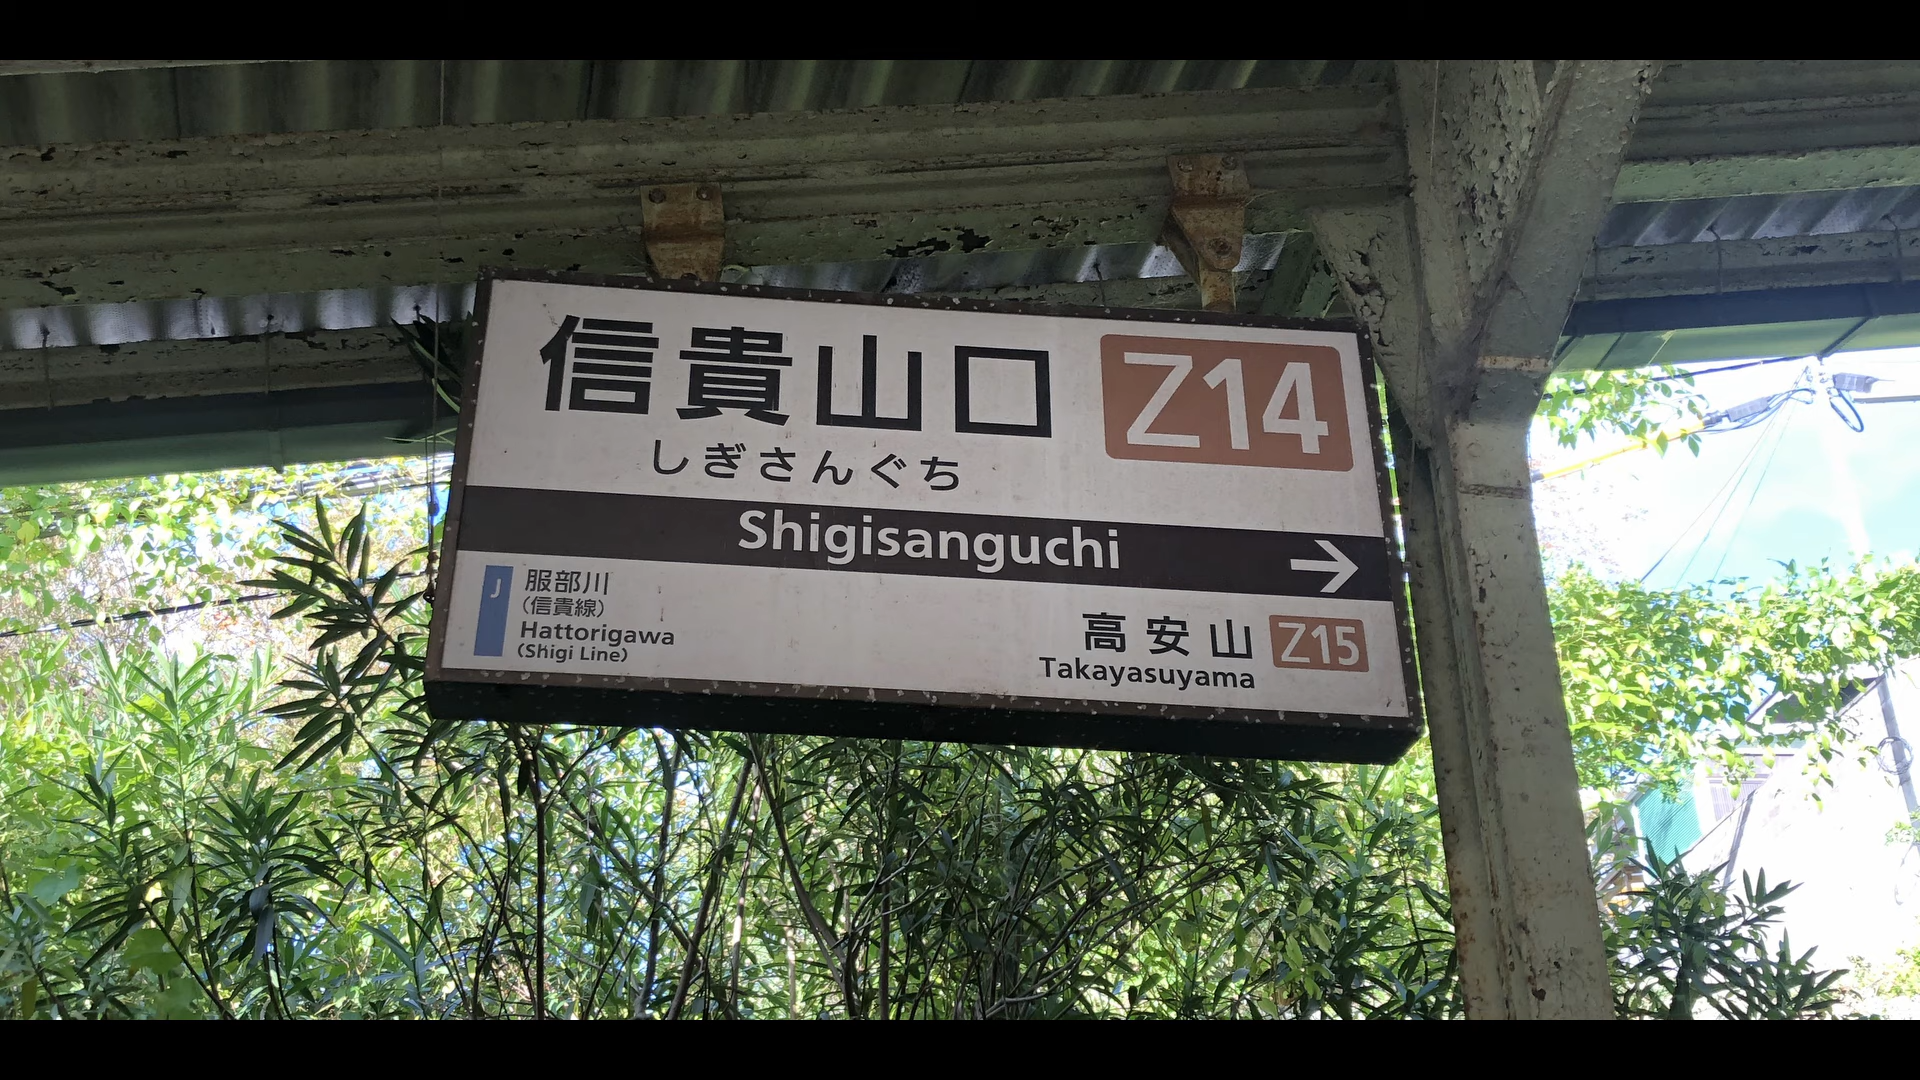 信貴山口 Z14
しぎさんぐち
Shigisanguchi →
J 服部川
(信貴線)
Hattorigawa
(Shigi Line)
高安山 Z15
Takayasuyama